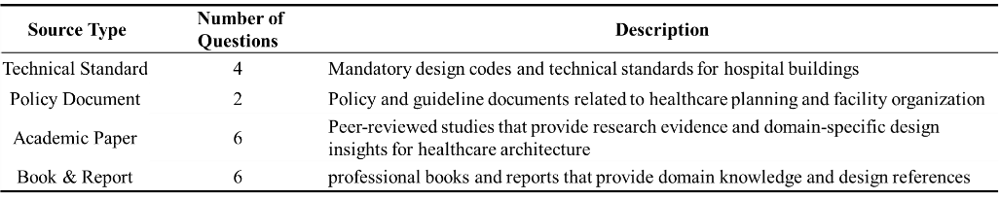 Source Type Number of Questions Description
Technical Standard 4 Mandatory design codes and technical standards for hospital buildings
Policy Document 2 Policy and guideline documents related to healthcare planning and facility organization
Academic Paper 6 Peer-reviewed studies that provide research evidence and domain-specific design
insights for healthcare architecture
Book & Report 6 professional books and reports that provide domain knowledge and design references